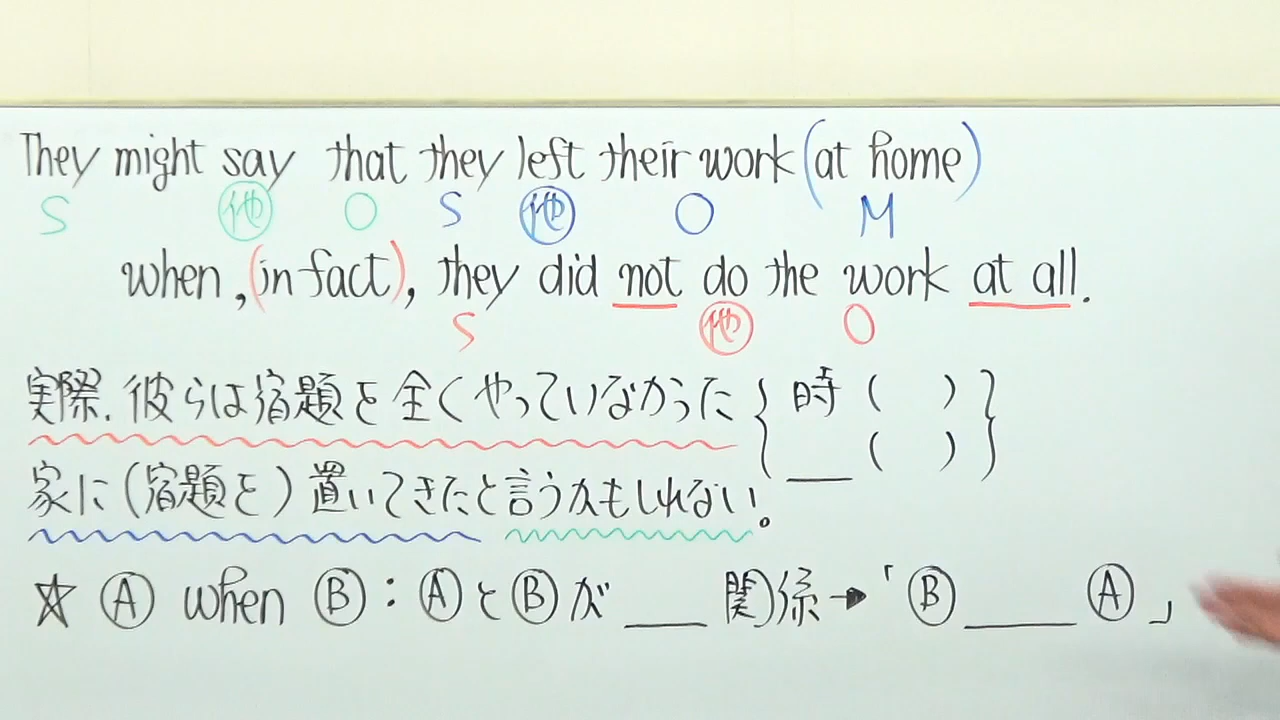 They might say that they left their work (at home)
S 他 O S 他 O M
when, (in fact), they did not do the work at all.
S 他 O
実際、彼らは宿題を全くやっていなかった { 時 ( )
__ ( ) }
家に(宿題を)置いてきたと言うかもしれない。
☆ Ⓐ when Ⓑ : ⒶとⒷが ___ 関係→「Ⓑ ____ Ⓐ」